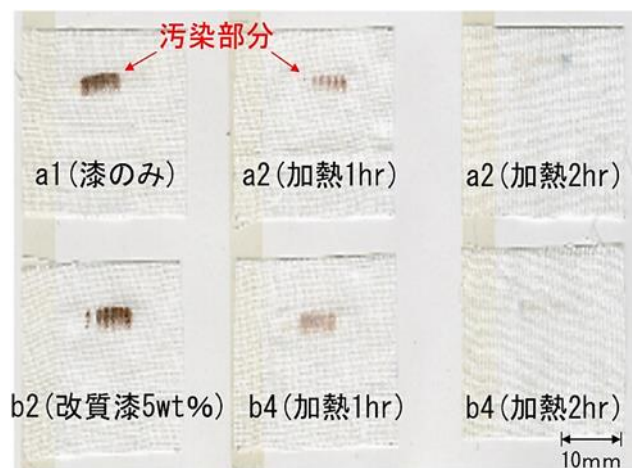 汚染部分
a1(漆のみ)
a2(加熱1hr)
a2(加熱2hr)
b2(改質漆5wt%)
b4(加熱1hr)
b4(加熱2hr)
10mm